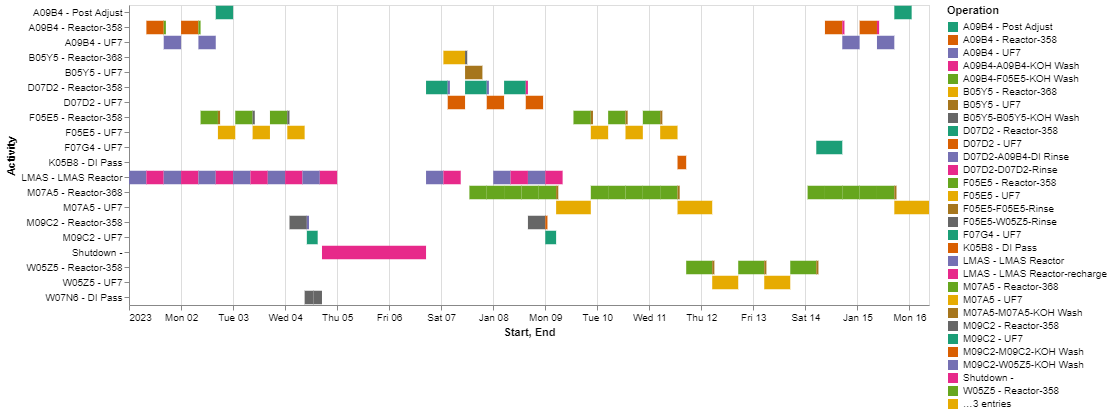 Activity
A09B4 - Post Adjust
A09B4 - Reactor-358
A09B4 - UF7
B05Y5 - Reactor-368
B05Y5 - UF7
D07D2 - Reactor-358
D07D2 - UF7
F05E5 - Reactor-358
F05E5 - UF7
F07G4 - UF7
K05B8 - DI Pass
LMAS - LMAS Reactor
M07A5 - Reactor-368
M07A5 - UF7
M09C2 - Reactor-358
M09C2 - UF7
Shutdown -
W05Z5 - Reactor-358
W05Z5 - UF7
W07N6 - DI Pass
2023 Mon 02 Tue 03 Wed 04 Thu 05 Fri 06 Sat 07 Jan 08 Mon 09 Tue 10 Wed 11 Thu 12 Fri 13 Sat 14 Jan 15 Mon 16
Start, End
Operation
A09B4 - Post Adjust
A09B4 - Reactor-358
A09B4 - UF7
A09B4-A09B4-KOH Wash
A09B4-F05E5-KOH Wash
B05Y5 - Reactor-368
B05Y5 - UF7
B05Y5-B05Y5-KOH Wash
D07D2 - Reactor-358
D07D2 - UF7
D07D2-A09B4-DI Rinse
D07D2-D07D2-Rinse
F05E5 - Reactor-358
F05E5 - UF7
F05E5-F05E5-Rinse
F05E5-W05Z5-Rinse
F07G4 - UF7
K05B8 - DI Pass
LMAS - LMAS Reactor
LMAS - LMAS Reactor-recharge
M07A5 - Reactor-368
M07A5 - UF7
M07A5-M07A5-KOH Wash
M09C2 - Reactor-358
M09C2 - UF7
M09C2-M09C2-KOH Wash
M09C2-W05Z5-KOH Wash
Shutdown -
W05Z5 - Reactor-358
…3 entries